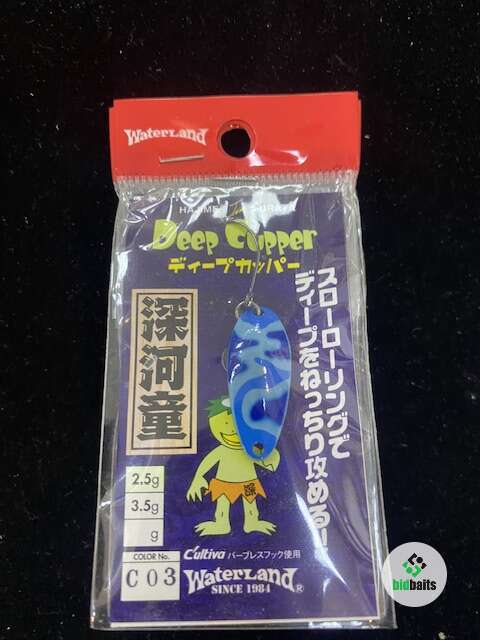 WATERLAND
Deep Cupper
ディープカッパー
スローローリングで
ディープをねっちり攻める!
深河童
2.5g
3.5g
g
COLOR No.
C03
Cultiva バーブレスフック使用
WATERLAND®
SINCE 1984
bidbaits